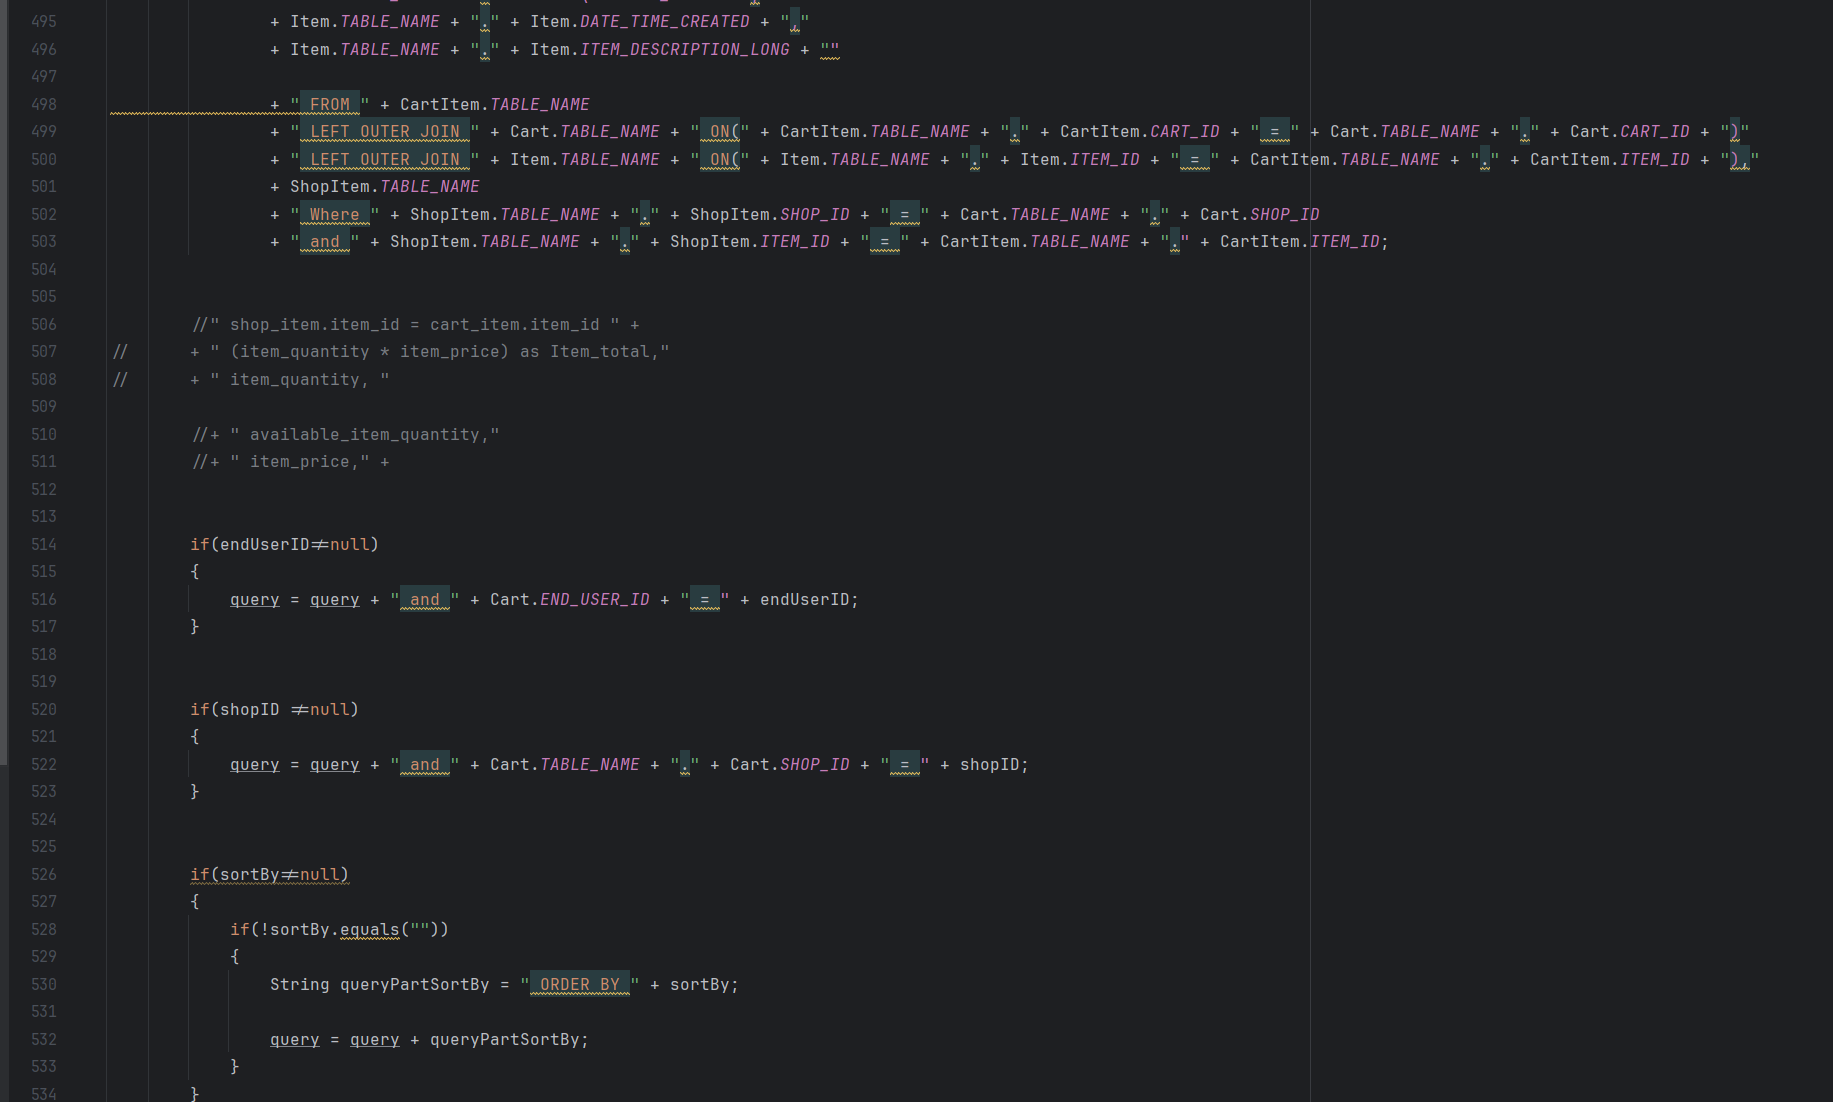 495 + Item.TABLE_NAME + "." + Item.DATE_TIME_CREATED + ","
496 + Item.TABLE_NAME + "." + Item.ITEM_DESCRIPTION_LONG + ""
497
498 + " FROM " + CartItem.TABLE_NAME
499 + " LEFT OUTER JOIN " + Cart.TABLE_NAME + " ON(" + CartItem.TABLE_NAME + "." + CartItem.CART_ID + " = " + Cart.TABLE_NAME + "." + Cart.CART_ID + ")"
500 + " LEFT OUTER JOIN " + Item.TABLE_NAME + " ON(" + Item.TABLE_NAME + "." + Item.ITEM_ID + " = " + CartItem.TABLE_NAME + "." + CartItem.ITEM_ID + "),"
501 + ShopItem.TABLE_NAME
502 + " Where " + ShopItem.TABLE_NAME + "." + ShopItem.SHOP_ID + " = " + Cart.TABLE_NAME + "." + Cart.SHOP_ID
503 + " and " + ShopItem.TABLE_NAME + "." + ShopItem.ITEM_ID + " = " + CartItem.TABLE_NAME + "." + CartItem.ITEM_ID;
504
505
506 //" shop_item.item_id = cart_item.item_id " +
507 // + " (item_quantity * item_price) as Item_total,"
508 // + " item_quantity, "
509
510 //+ " available_item_quantity,"
511 //+ " item_price," +
512
513
514 if(endUserID!=null)
515 {
516 query = query + " and " + Cart.END_USER_ID + " = " + endUserID;
517 }
518
519
520 if(shopID !=null)
521 {
522 query = query + " and " + Cart.TABLE_NAME + "." + Cart.SHOP_ID + " = " + shopID;
523 }
524
525
526 if(sortBy!=null)
527 {
528 if(!sortBy.equals(""))
529 {
530 String queryPartSortBy = " ORDER BY " + sortBy;
531
532 query = query + queryPartSortBy;
533 }
534 }